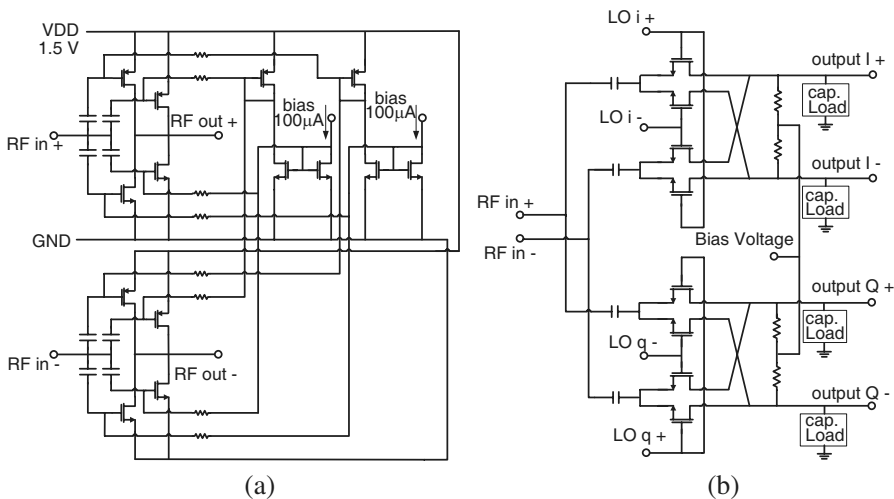 VDD
1.5 V
RF in +
RF out +
bias
100μA
bias
100μA
GND
RF in -
RF out -
(a)
LO i +
output I +
cap.
Load
LO i -
output I -
cap.
Load
RF in +
RF in -
Bias Voltage
output Q +
cap.
Load
LO q -
output Q -
cap.
Load
LO q +
(b)